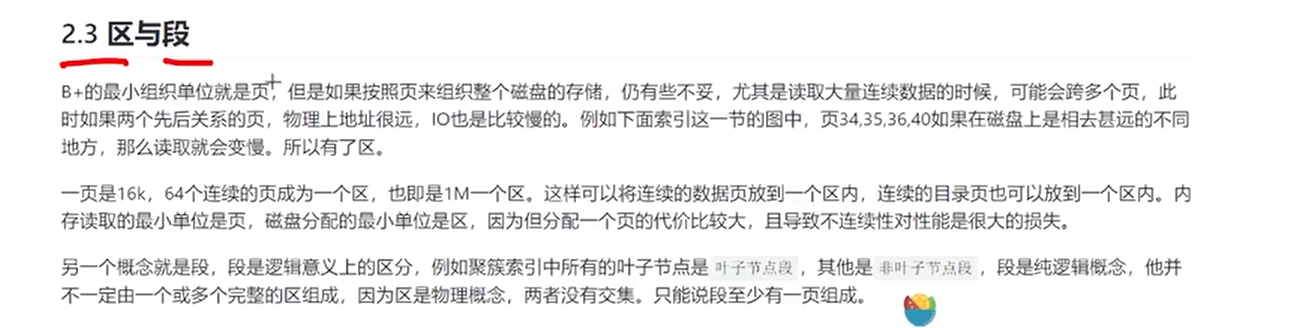 2.3 区与段
B+的最小组织单位就是页，但是如果按照页来组织整个磁盘的存储，仍有些不妥，尤其是读取大量连续数据的时候，可能会跨多个页，此
时如果两个先后关系的页，物理上地址很远，IO也是比较慢的。例如下面索引这一节的图中，页34,35,36,40如果在磁盘上是相去甚远的不同
地方，那么读取就会变慢。所以有了区。
一页是16k，64个连续的页成为一个区，也即是1M一个区。这样可以将连续的数据页放到一个区内，连续的目录页也可以放到一个区内。内
存读取的最小单位是页，磁盘分配的最小单位是区，因为但分配一个页的代价比较大，且导致不连续性对性能是很大的损失。
另一个概念就是段，段是逻辑意义上的区分，例如聚簇索引中所有的叶子节点是 叶子节点段 ，其他是 非叶子节点段 ，段是纯逻辑概念，他并
不一定由一个或多个完整的区组成，因为区是物理概念，两者没有交集。只能说段至少有一页组成。